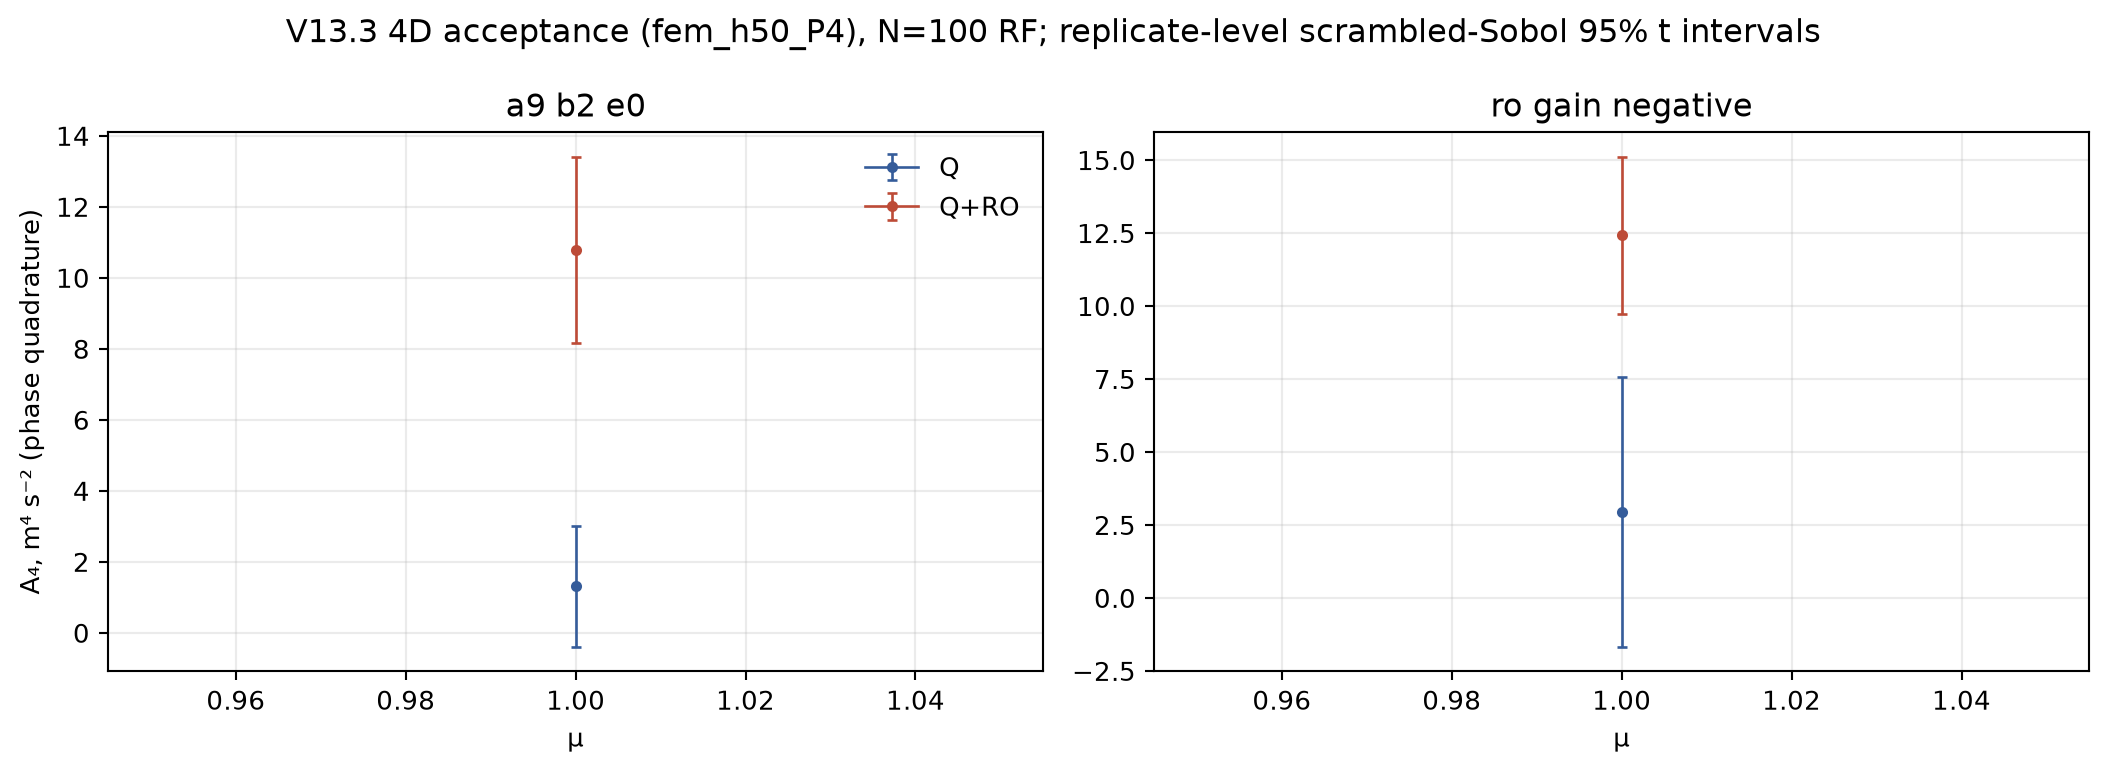 V13.3 4D acceptance (fem_h50_P4), N=100 RF; replicate-level scrambled-Sobol 95% t intervals
a9 b2 e0
A₄, m⁴ s⁻² (phase quadrature)
14
12
10
8
6
4
2
0
0.96 0.98 1.00 1.02 1.04
μ
Q
Q+RO
ro gain negative
15.0
12.5
10.0
7.5
5.0
2.5
0.0
−2.5
0.96 0.98 1.00 1.02 1.04
μ